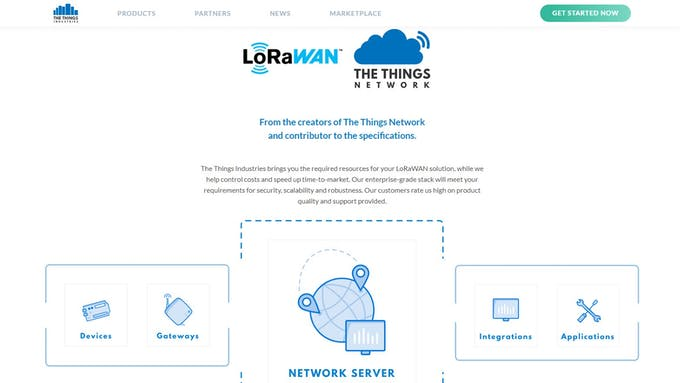 THE THINGS
INDUSTRIES
PRODUCTS
PARTNERS
NEWS
MARKETPLACE
GET STARTED NOW
LoRaWAN™
THE THINGS
NETWORK
From the creators of The Things Network
and contributor to the specifications.
The Things Industries brings you the required resources for your LoRaWAN solution, while we
help control costs and speed up time-to-market. Our enterprise-grade stack will meet your
requirements for security, scalability and robustness. Our customers rate us high on product
quality and support provided.
Devices
Gateways
NETWORK SERVER
Integrations
Applications